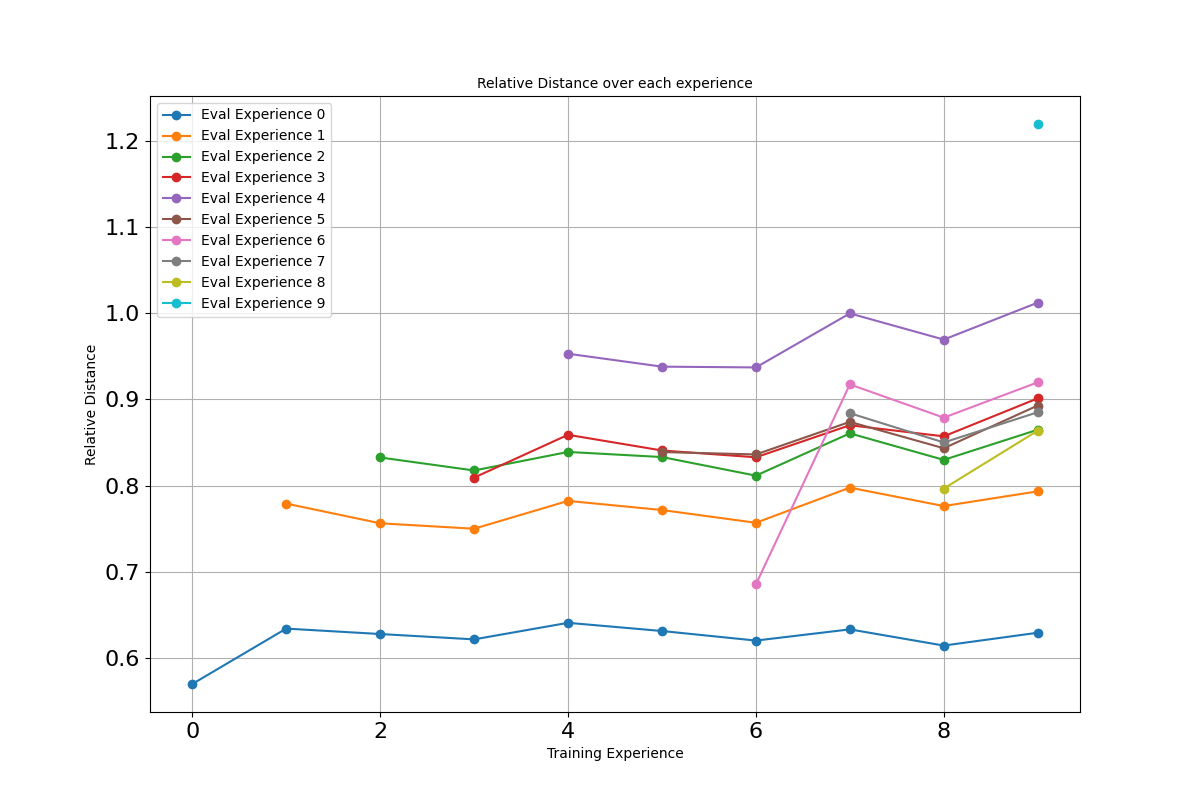 Relative Distance over each experience
Eval Experience 0
Eval Experience 1
Eval Experience 2
Eval Experience 3
Eval Experience 4
Eval Experience 5
Eval Experience 6
Eval Experience 7
Eval Experience 8
Eval Experience 9
1.2
1.1
1.0
0.9
0.8
0.7
0.6
Relative Distance
0 2 4 6 8
Training Experience